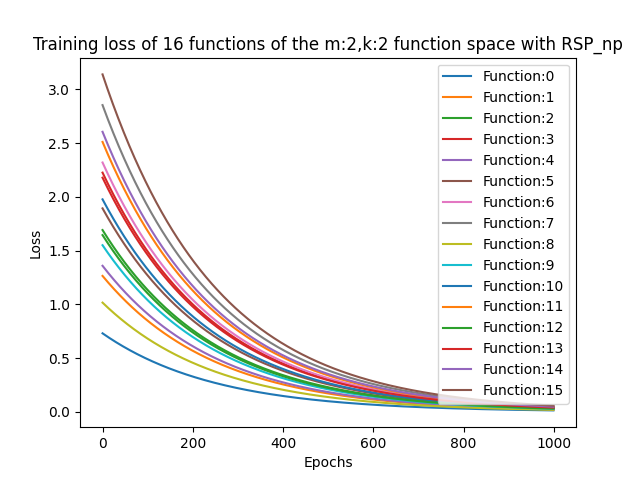 Training loss of 16 functions of the m:2,k:2 function space with RSP_np
Loss
3.0
2.5
2.0
1.5
1.0
0.5
0.0
0
200
400
600
800
1000
Epochs
Function:0
Function:1
Function:2
Function:3
Function:4
Function:5
Function:6
Function:7
Function:8
Function:9
Function:10
Function:11
Function:12
Function:13
Function:14
Function:15